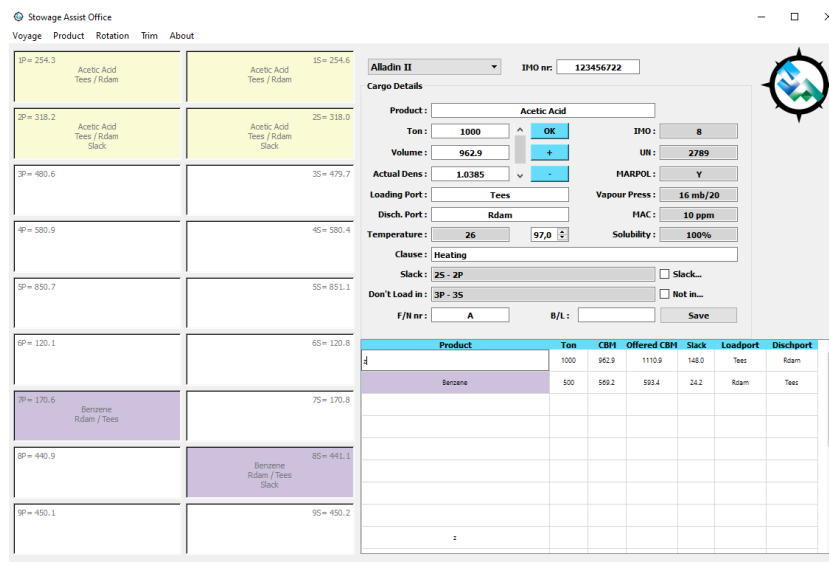 Stowage Assist Office
Voyage Product Rotation Trim About
1P= 254.3
Acetic Acid
Tees / Rdam
1S= 254.6
Acetic Acid
Tees / Rdam
2P= 318.2
Acetic Acid
Tees / Rdam
Slack
2S= 318.0
Acetic Acid
Tees / Rdam
Slack
3P= 480.6
3S= 479.7
4P= 580.9
4S= 580.4
5P= 850.7
5S= 851.1
6P= 120.1
6S= 120.8
7P= 170.6
Benzene
Rdam / Tees
7S= 170.8
8P= 440.9
8S= 441.1
Benzene
Rdam / Tees
Slack
9P= 450.1
9S= 450.2
Alladin II IMO nr: 123456722
Cargo Details
Product : Acetic Acid
Ton : 1000 OK IMO : 8
Volume : 962.9 + UN : 2789
Actual Dens : 1.0385 - MARPOL : Y
Loading Port : Tees Vapour Press : 16 mb/20
Disch. Port : Rdam MAC : 10 ppm
Temperature : 26 97,0 Solubility : 100%
Clause : Heating
Slack : 2S - 2P Slack...
Don't Load in : 3P - 3S Not in...
F/N nr : A B/L : Save
Product Ton CBM Offered CBM Slack Loadport Dischport
z 1000 962.9 1110.9 148.0 Tees Rdam
Benzene 500 569.2 593.4 24.2 Rdam Tees
z